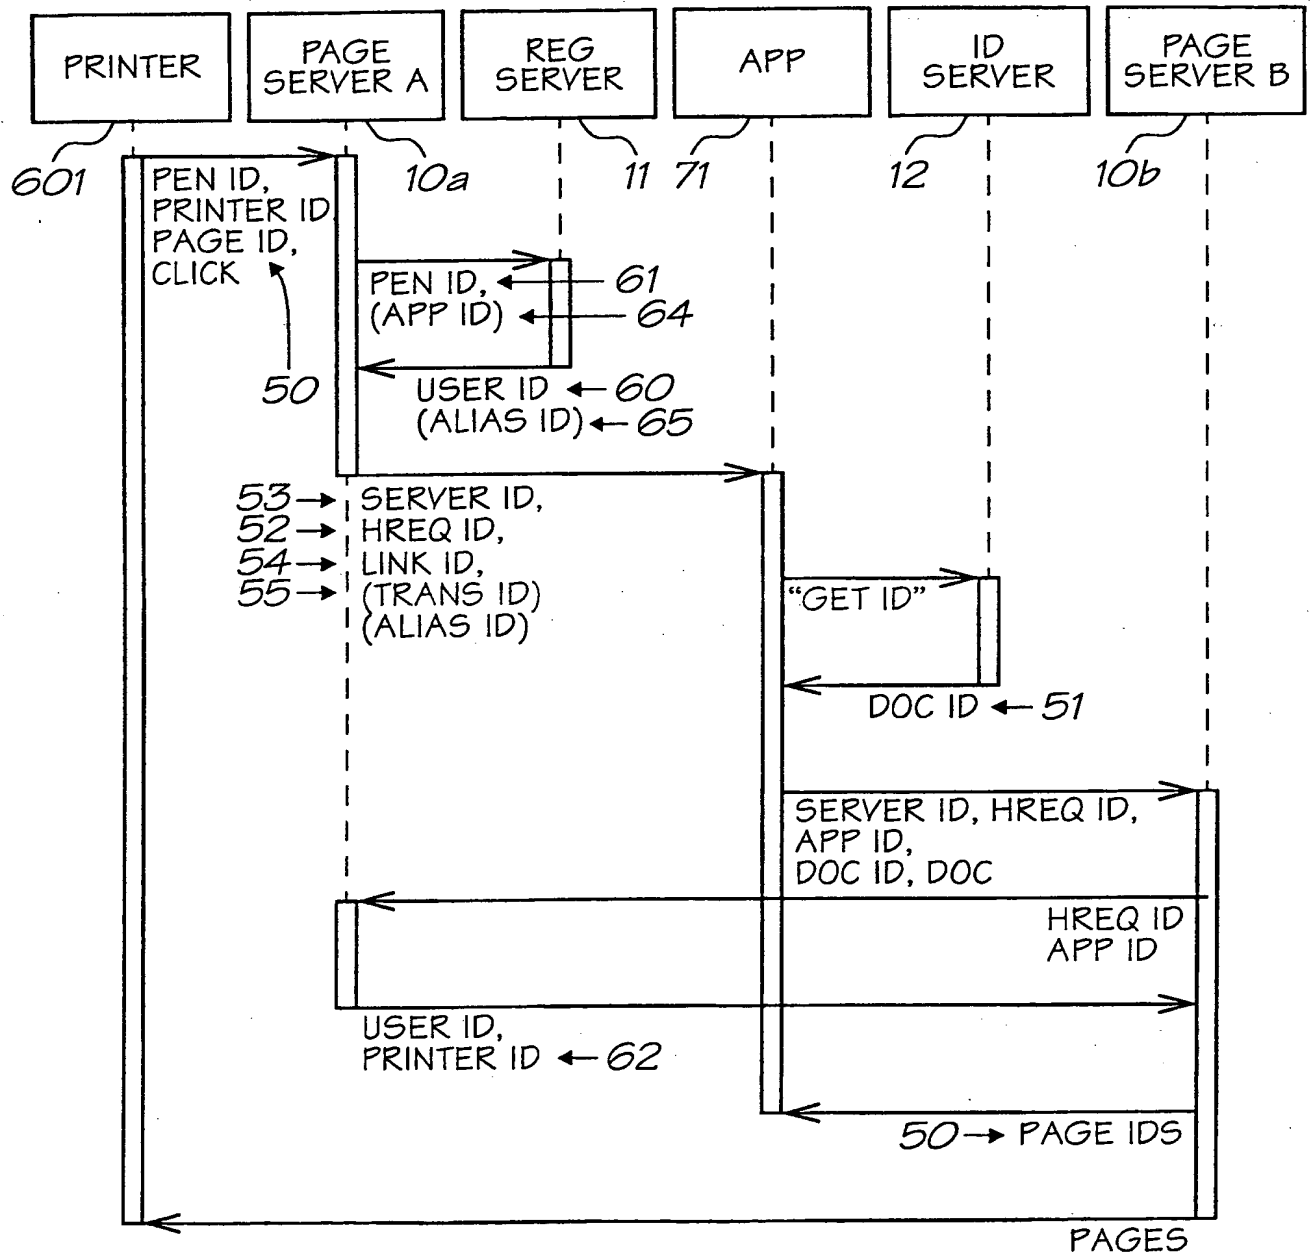 PRINTER
PAGE
SERVER A
REG
SERVER
APP
ID
SERVER
PAGE
SERVER B
601
10a
11
71
12
10b
PEN ID,
PRINTER ID
PAGE ID,
CLICK
50
PEN ID,
61
(APP ID)
64
USER ID
60
(ALIAS ID)
65
53
SERVER ID,
52
HREQ ID,
54
LINK ID,
55
(TRANS ID)
(ALIAS ID)
"GET ID"
DOC ID
51
SERVER ID, HREQ ID,
APP ID,
DOC ID, DOC
HREQ ID
APP ID
USER ID,
PRINTER ID
62
50
PAGE IDS
PAGES